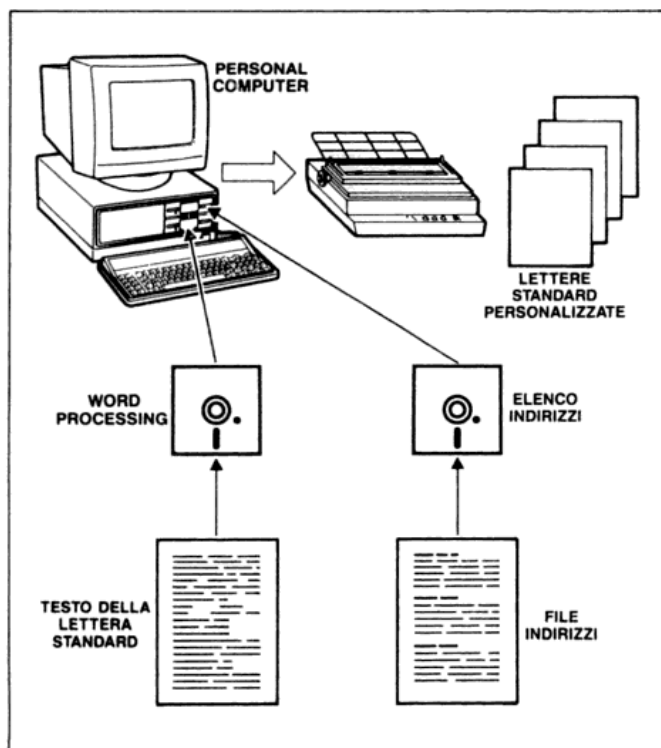 PERSONAL
COMPUTER
LETTERE
STANDARD
PERSONALIZZATE
WORD
PROCESSING
ELENCO
INDIRIZZI
TESTO DELLA
LETTERA
STANDARD
FILE
INDIRIZZI